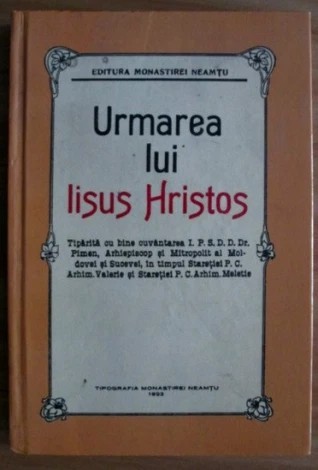 EDITURA MONASTIREI NEAMŢU
Urmarea
lui
Iisus Hristos
Tipărită cu bine cuvântarea I. P. S. D. D. Dr.
Pimen, Arhiepiscop şi Mitropolit al Mol-
dovei şi Sucevei, în timpul Stareţiei P. C.
Arhim. Valerie şi Stareţiei P. C. Arhim. Meletie
TIPOGRAFIA MONASTIREI NEAMŢU